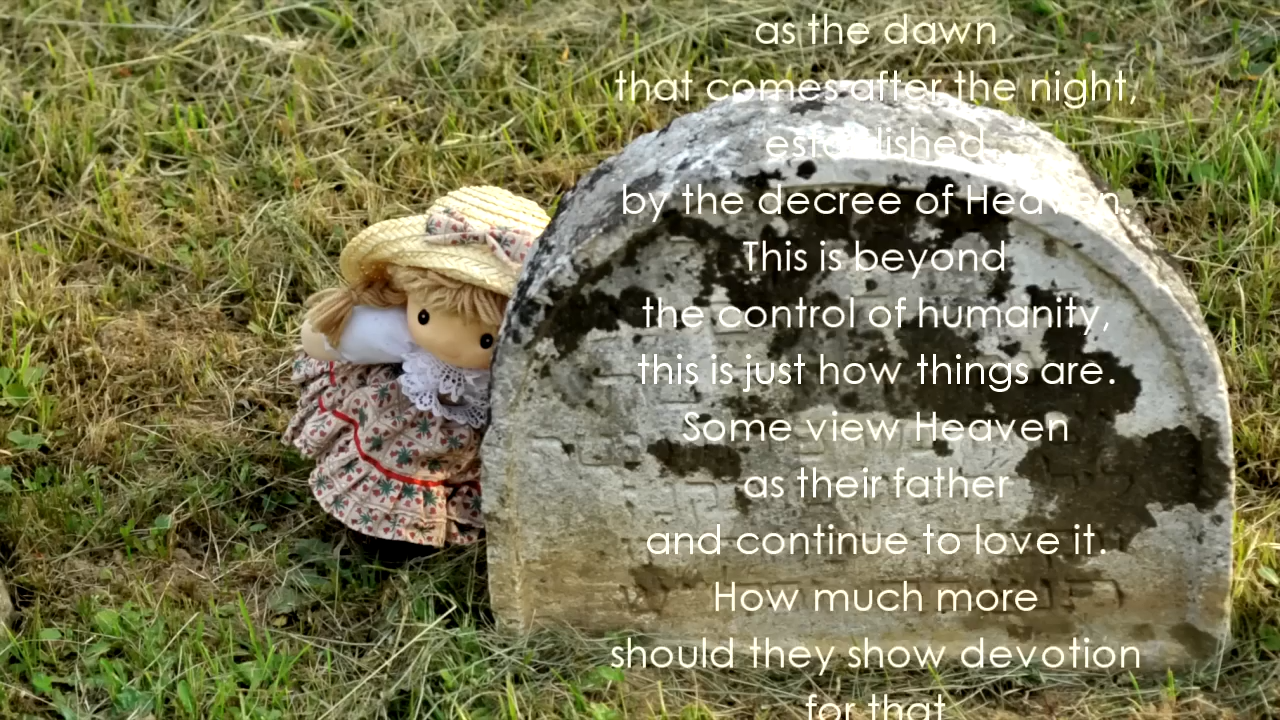 as the dawn
that comes after the night,
established
by the decree of Heaven.
This is beyond
the control of humanity,
this is just how things are.
Some view Heaven
as their father
and continue to love it.
How much more
should they show devotion
for that